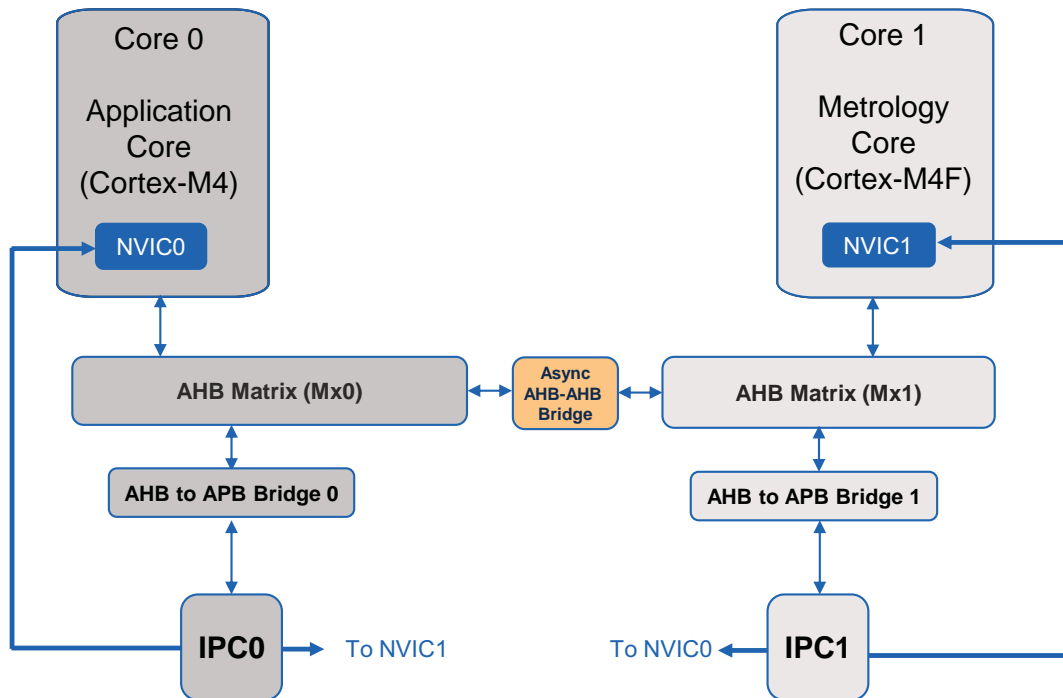 Core 0
Application
Core
(Cortex-M4)
NVIC0
Core 1
Metrology
Core
(Cortex-M4F)
NVIC1
AHB Matrix (Mx0)
Async
AHB-AHB
Bridge
AHB Matrix (Mx1)
AHB to APB Bridge 0
AHB to APB Bridge 1
IPC0
To NVIC1
To NVIC0
IPC1